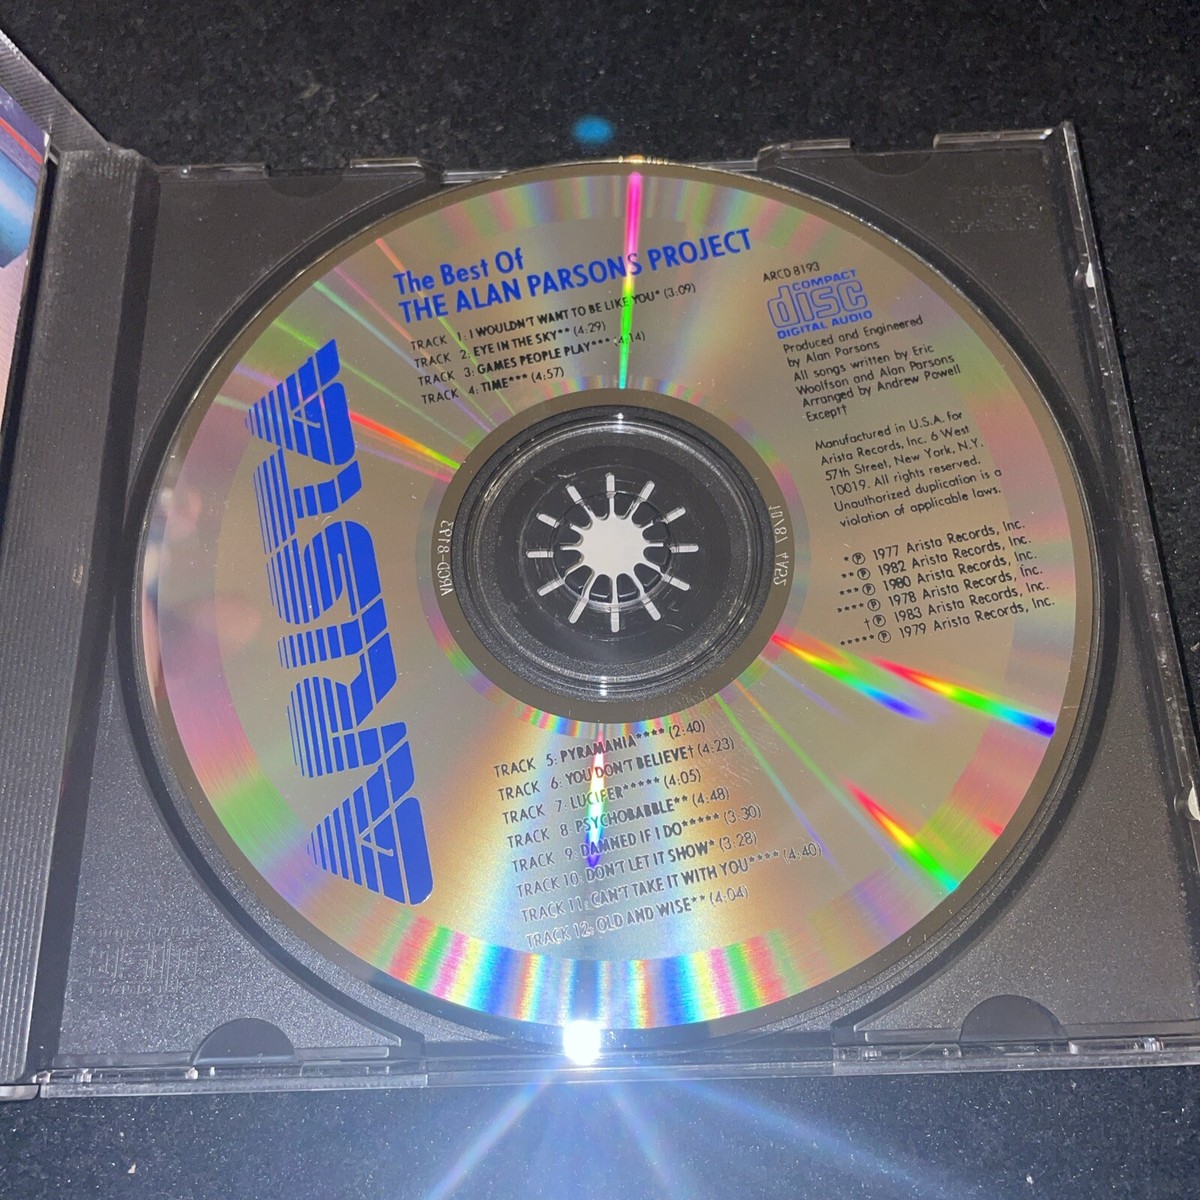 The Best Of
THE ALAN PARSONS PROJECT
TRACK 1: I WOULDN'T WANT TO BE LIKE YOU* (3:09)
TRACK 2: EYE IN THE SKY** (4:29)
TRACK 3: GAMES PEOPLE PLAY*** (4:14)
TRACK 4: TIME*** (4:57)
ARCD 8193
COMPACT
disc
DIGITAL AUDIO
Produced and Engineered
by Alan Parsons
All songs written by Eric
Woolfson and Alan Parsons
Arranged by Andrew Powell
Except†
Manufactured in U.S.A. for
Arista Records, Inc. 6 West
57th Street, New York, N.Y.
10019. All rights reserved.
Unauthorized duplication is a
violation of applicable laws.
* ℗ 1977 Arista Records, Inc.
** ℗ 1982 Arista Records, Inc.
*** ℗ 1980 Arista Records, Inc.
**** ℗ 1978 Arista Records, Inc.
† ℗ 1983 Arista Records, Inc.
***** ℗ 1979 Arista Records, Inc.
ARISTA
TRACK 5: PYRAMANIA**** (2:40)
TRACK 6: YOU DON'T BELIEVE† (4:23)
TRACK 7: LUCIFER***** (4:05)
TRACK 8: PSYCHOBABBLE** (4:48)
TRACK 9: DAMNED IF I DO***** (3:30)
TRACK 10: DON'T LET IT SHOW* (3:28)
TRACK 11: CAN'T TAKE IT WITH YOU**** (4:40)
TRACK 12: OLD AND WISE** (4:04)